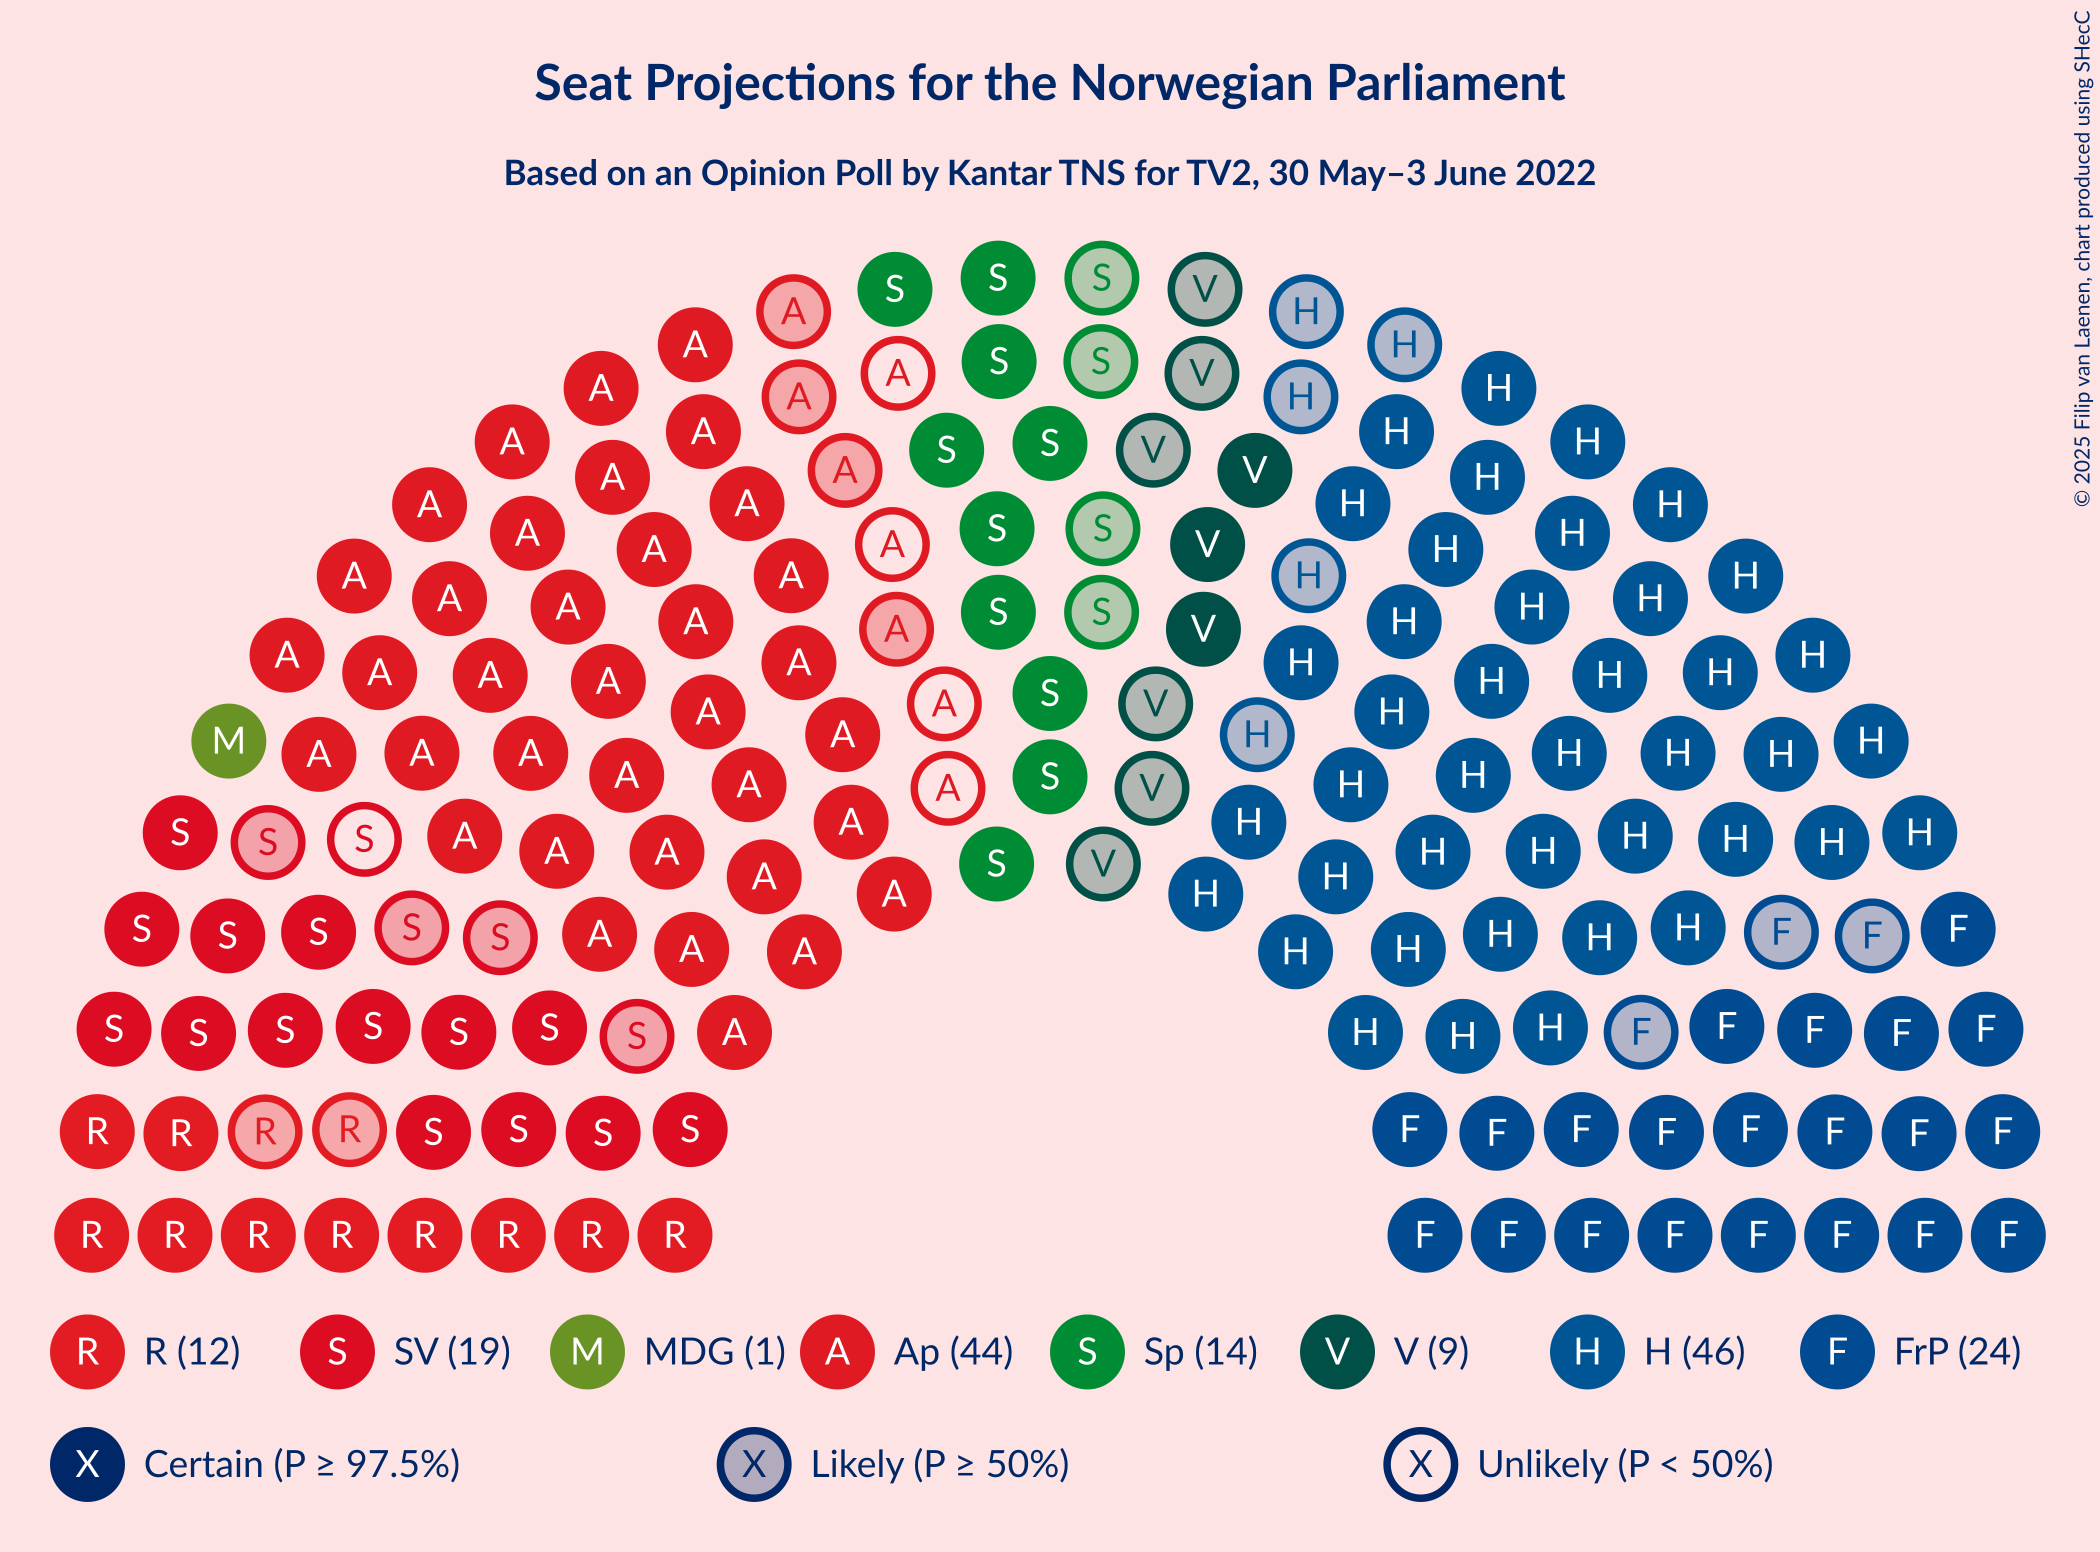 Seat Projections for the Norwegian Parliament
Based on an Opinion Poll by Kantar TNS for TV2, 30 May–3 June 2022
© 2025 Filip van Laenen, chart produced using SHecC
S S S V H H
A A
A A S S V H H
A A H H
A A S S V V H H
A A A S S V H H H H
A A A A S S V H H H H
A A A A A S V H H H H H
M A A A A A A A S V H H H H H H H H
S S S A A A A S V H H H H H H H
S S S S S A A A A A H H H H H H H F F F
S S S S S S S A H H H F F F F F
R R R R S S S S F F F F F F F F
R R R R R R R R F F F F F F F F
R R (12) S SV (19) M MDG (1) A Ap (44) S Sp (14) V V (9) H H (46) F FrP (24)
X Certain (P ≥ 97.5%) X Likely (P ≥ 50%) X Unlikely (P < 50%)